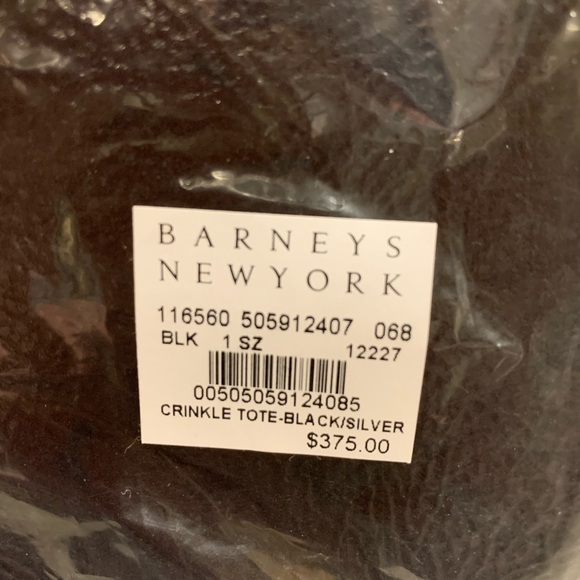 BARNEYS
NEWYORK
116560 505912407 068
BLK 1 SZ 12227
00505059124085
CRINKLE TOTE-BLACK/SILVER
$375.00